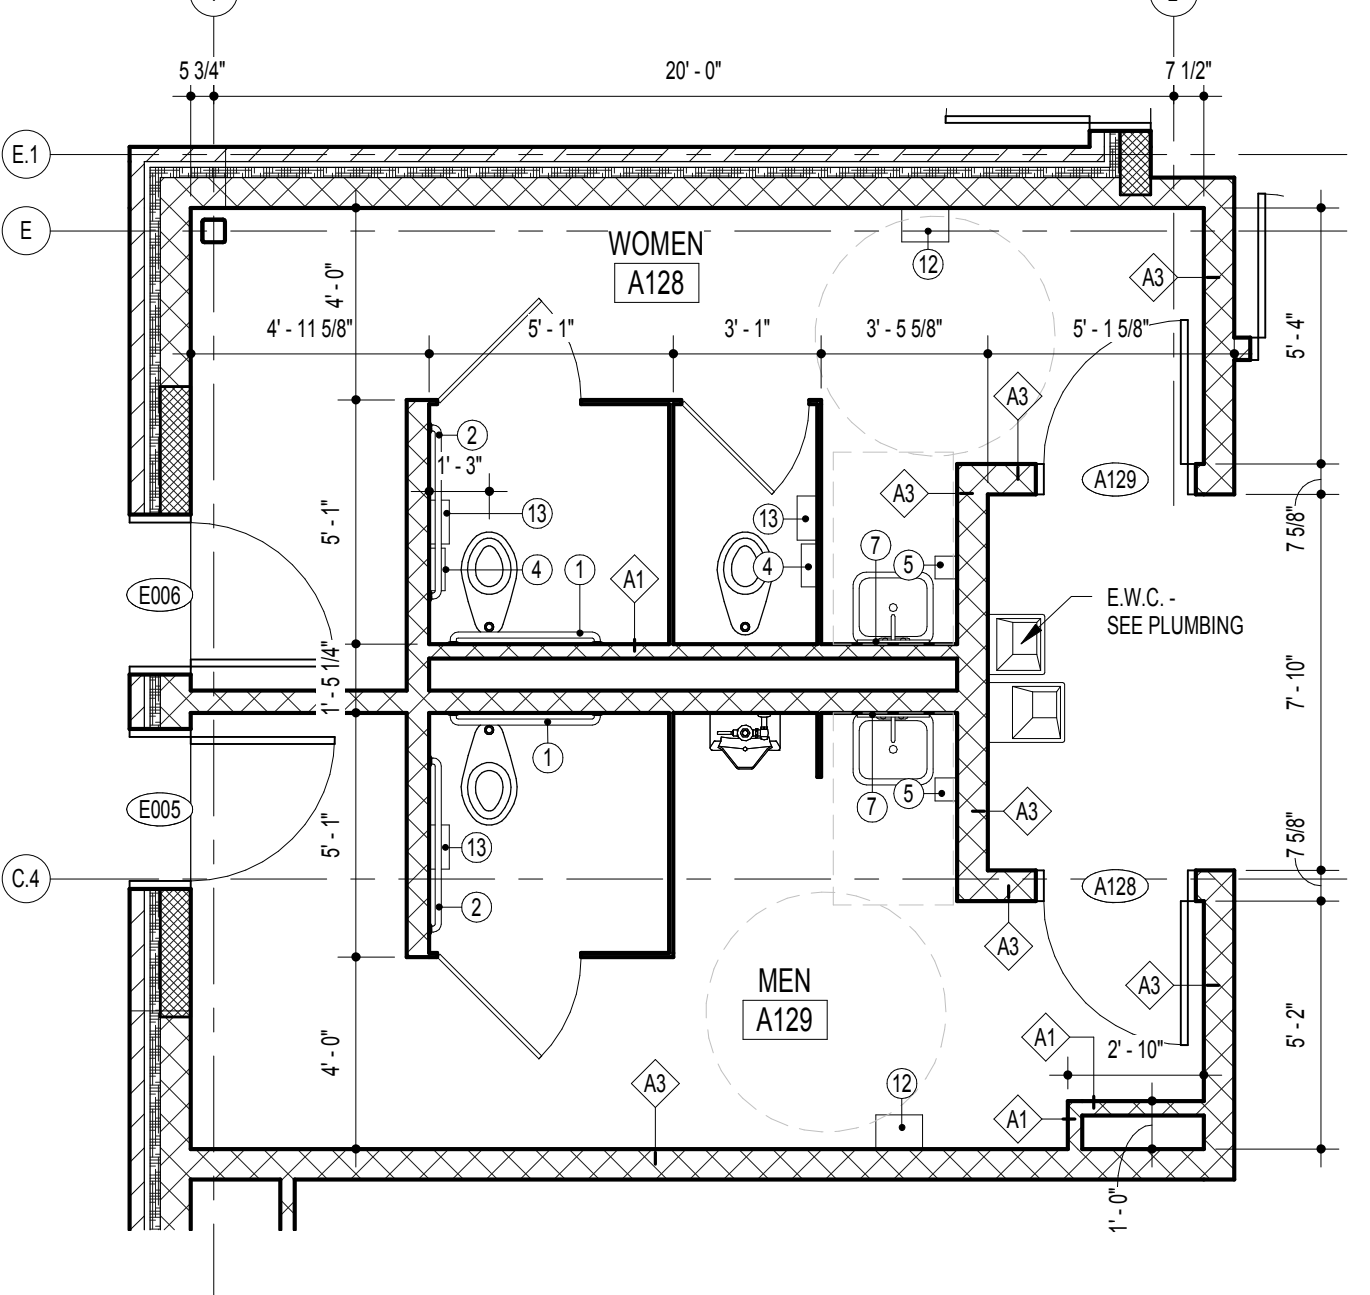 5 3/4"
20' - 0"
7 1/2"
E.1
E
WOMEN
A128
12
A3
4' - 0"
4' - 11 5/8"
5' - 1"
3' - 1"
3' - 5 5/8"
5' - 1 5/8"
5' - 4"
A3
2
1' - 3"
A3
A129
13
13
7
5
4
4
1
A1
5' - 1"
7 5/8"
E006
E.W.C. -
SEE PLUMBING
1' - 5 1/4"
7' - 10"
1
7
5
A3
E005
13
5' - 1"
7 5/8"
C.4
2
A128
A3
MEN
A129
A3
4' - 0"
A1
2' - 10"
5' - 2"
A3
12
A1
1' - 0"